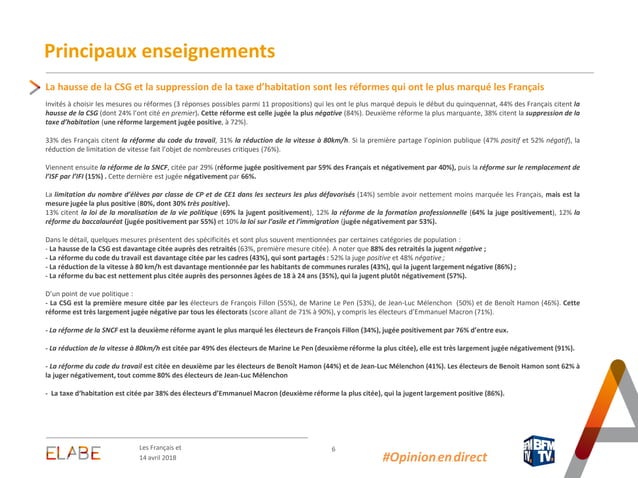 Principaux enseignements
La hausse de la CSG et la suppression de la taxe d'habitation sont les réformes qui ont le plus marqué les Français
Invités à choisir les mesures ou réformes (3 réponses possibles parmi 11 propositions) qui les ont le plus marqué depuis le début du quinquennat, 44% des Français citent la
hausse de la CSG (dont 24% l'ont cité en premier). Cette réforme est celle jugée la plus négative (84%). Deuxième réforme la plus marquante, 38% citent la suppression de la
taxe d'habitation (une réforme largement jugée positive, à 72%).
33% des Français citent la réforme du code du travail, 31% la réduction de la vitesse à 80km/h. Si la première partage l'opinion publique (47% positif et 52% négatif), la
réduction de limitation de vitesse fait l'objet de nombreuses critiques (76%).
Viennent ensuite la réforme de la SNCF, citée par 29% (réforme jugée positivement par 59% des Français et négativement par 40%), puis la réforme sur le remplacement de
l'ISF par l'IFI (15%) . Cette dernière est jugée négativement par 66%.
La limitation du nombre d'élèves par classe de CP et de CE1 dans les secteurs les plus défavorisés (14%) semble avoir nettement moins marquée les Français, mais est la
mesure jugée la plus positive (80%, dont 30% très positive).
13% citent la loi de la moralisation de la vie politique (69% la jugent positivement), 12% la réforme de la formation professionnelle (64% la juge positivement), 12% la
réforme du baccalauréat (jugée positivement par 55%) et 10% la loi sur l'asile et l'immigration (jugée négativement par 53%).
Dans le détail, quelques mesures présentent des spécificités et sont plus souvent mentionnées par certaines catégories de population :
- La hausse de la CSG est davantage citée auprès des retraités (63%, première mesure citée). A noter que 88% des retraités la jugent négative ;
- La réforme du code du travail est davantage citée par les cadres (43%), qui sont partagés : 52% la juge positive et 48% négative ;
- La réduction de la vitesse à 80 km/h est davantage mentionnée par les habitants de communes rurales (43%), qui la jugent largement négative (86%) ;
- La réforme du bac est nettement plus citée auprès des personnes âgées de 18 à 24 ans (35%), qui la jugent plutôt négativement (57%).
D'un point de vue politique :
- La CSG est la première mesure citée par les électeurs de François Fillon (55%), de Marine Le Pen (53%), de Jean-Luc Mélenchon (50%) et de Benoît Hamon (46%). Cette
réforme est très largement jugée négative par tous les électorats (score allant de 71% à 90%), y compris les électeurs d'Emmanuel Macron (71%).
- La réforme de la SNCF est la deuxième réforme ayant le plus marqué les électeurs de François Fillon (34%), jugée positivement par 76% d'entre eux.
- La réduction de la vitesse à 80km/h est citée par 49% des électeurs de Marine Le Pen (deuxième réforme la plus citée), elle est très largement jugée négativement (91%).
- La réforme du code du travail est citée en deuxième par les électeurs de Benoît Hamon (44%) et de Jean-Luc Mélenchon (41%). Les électeurs de Benoit Hamon sont 62% à
la juger négativement, tout comme 80% des électeurs de Jean-Luc Mélenchon
- La taxe d'habitation est citée par 38% des électeurs d'Emmanuel Macron (deuxième réforme la plus citée), qui la jugent largement positive (86%).
ELABE
Les Français et
14 avril 2018
6
#Opinionendirect
BFM
TV.